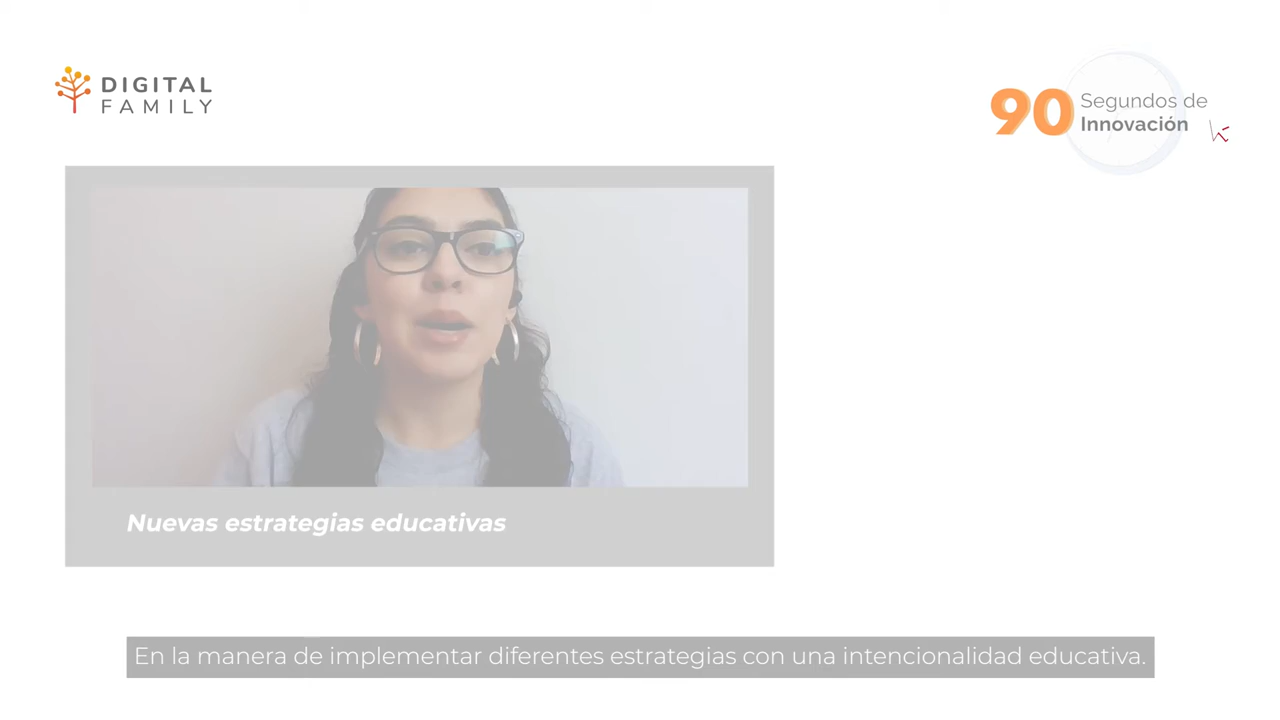 DIGITAL
FAMILY
90 Segundos de
Innovación
Nuevas estrategias educativas
En la manera de implementar diferentes estrategias con una intencionalidad educativa.